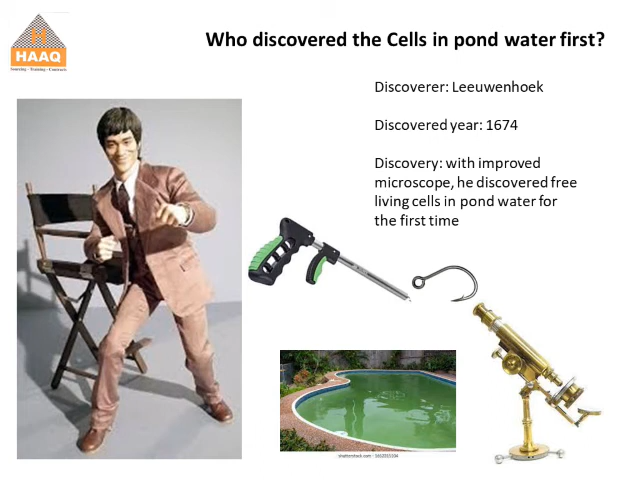 H
HAAQ
Who discovered the Cells in pond water first?
Discoverer: Leeuwenhoek
Discovered year: 1674
Discovery: with improved
microscope, he discovered free
living cells in pond water for
the first time